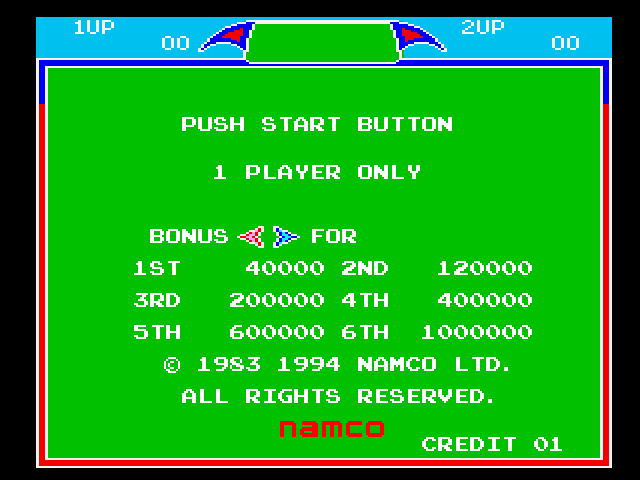 1UP 2UP
00 00
PUSH START BUTTON
1 PLAYER ONLY
BONUS FOR
1ST 40000 2ND 120000
3RD 200000 4TH 400000
5TH 600000 6TH 1000000
© 1983 1994 NAMCO LTD.
ALL RIGHTS RESERVED.
namco
CREDIT 01